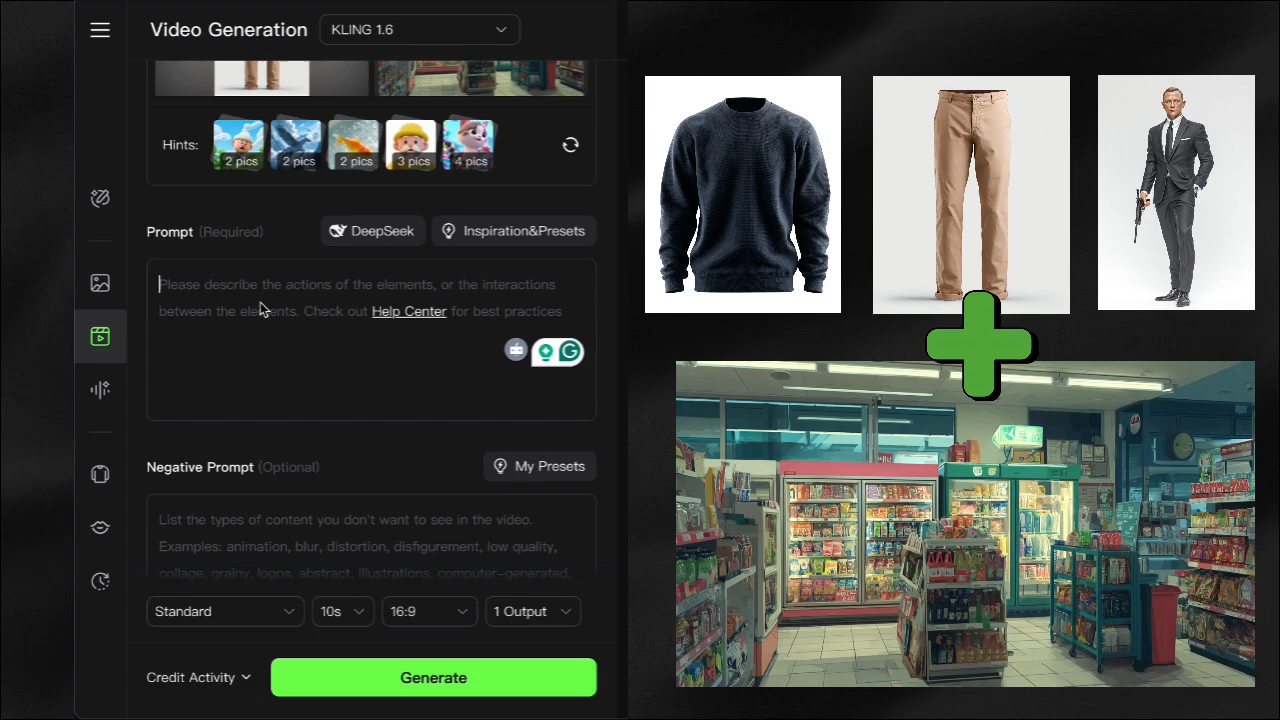 Video Generation
KLING 1.6
Hints:
2 pics
2 pics
2 pics
3 pics
4 pics
Prompt (Required)
DeepSeek
Inspiration&Presets
Please describe the actions of the elements, or the interactions
between the elements. Check out Help Center for best practices
Negative Prompt (Optional)
My Presets
List the types of content you don't want to see in the video.
Examples: animation, blur, distortion, disfigurement, low quality,
collage, grainy, logos, abstract, illustrations, computer-generated,
Standard
10s
16:9
1 Output
Credit Activity
Generate